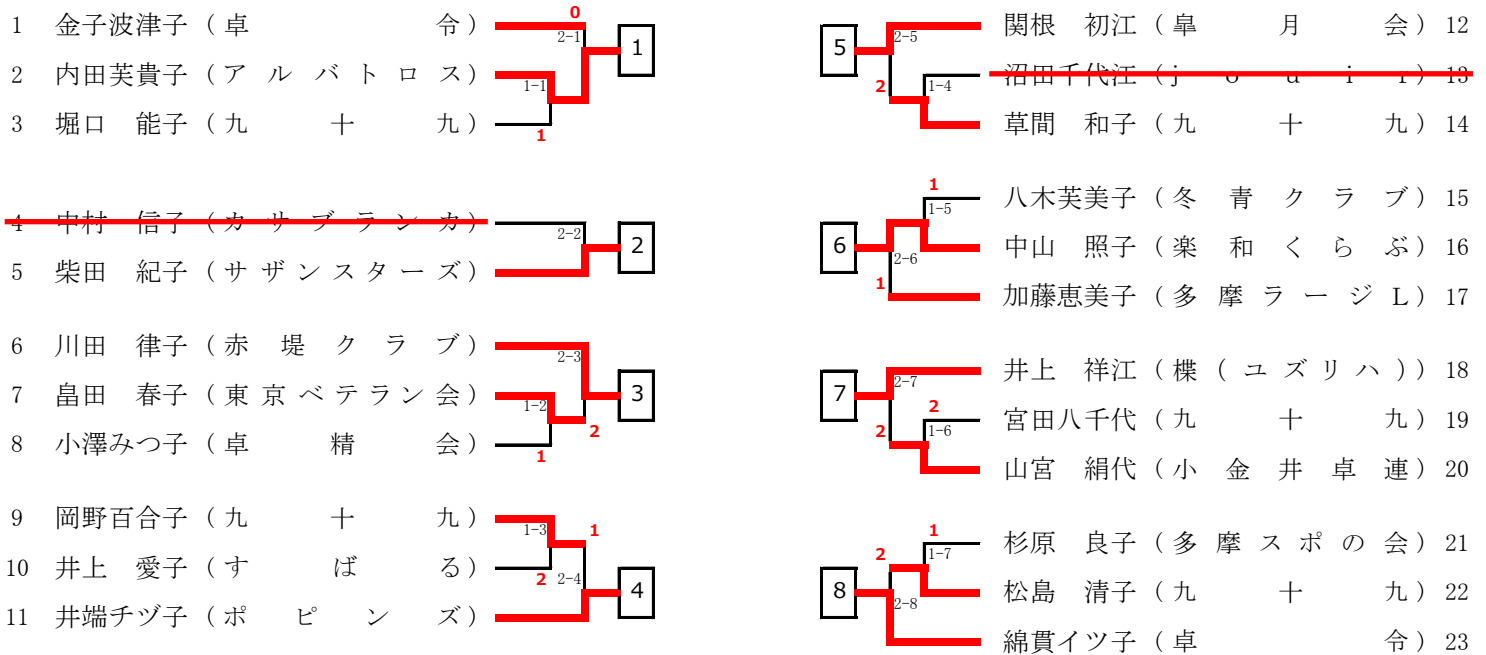 1 金子波津子（卓 令）
0
2-1
1
2 内田芙貴子（アルバトロス）
1-1
3 堀口 能子（九 十 九）
1
4 中村 信子（カサブランカ）
2-2
2
5 柴田 紀子（サザンスターズ）
6 川田 律子（赤 堤 ク ラ ブ）
2-3
3
7 畠田 春子（東京ベテラン会）
1-2
2
8 小澤みつ子（卓 精 会）
1
9 岡野百合子（九 十 九）
1-3
1
10 井上 愛子（す ば る）
2
2-4
4
11 井端チヅ子（ポ ピ ン ズ）
5
2-5
関根 初江（皐 月 会）12
2
1-4
沼田千代江（j o u i r）13
草間 和子（九 十 九）14
1
1-5
八木芙美子（冬 青 ク ラ ブ）15
6
2-6
中山 照子（楽 和 く ら ぶ）16
1
加藤恵美子（多 摩 ラ ー ジ L）17
7
2-7
井上 祥江（楪（ユズリハ））18
2
2
1-6
宮田八千代（九 十 九）19
山宮 絹代（小 金 井 卓 連）20
1
2
1-7
杉原 良子（多 摩 ス ポ の 会）21
8
2-8
松島 清子（九 十 九）22
綿貫イツ子（卓 令）23